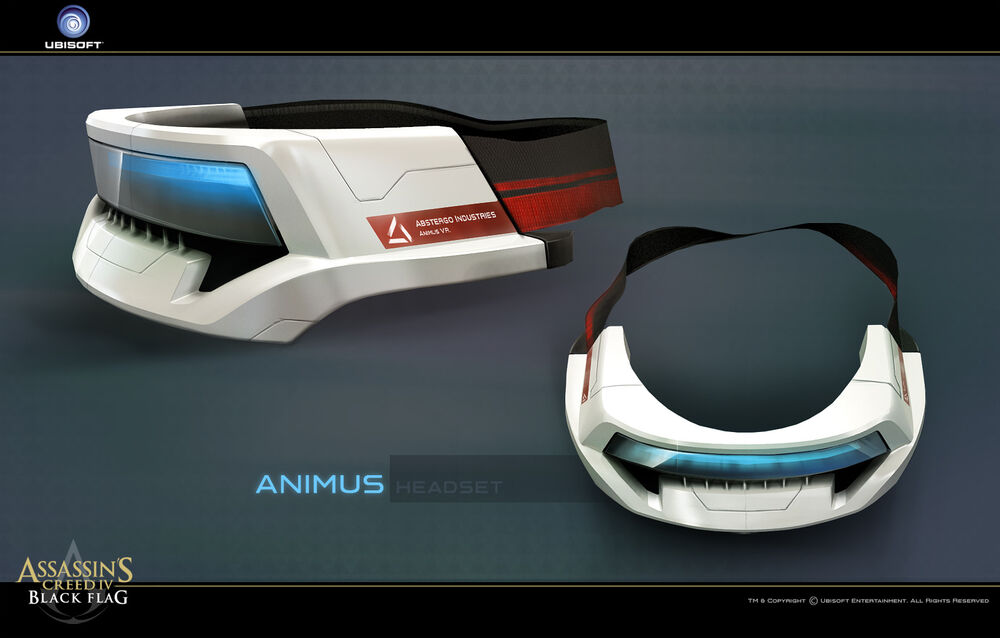 UBISOFT
ABSTERGO INDUSTRIES
ANIMUS V.R.
ANIMUS HEADSET
ASSASSIN'S
CREED IV
BLACK FLAG
TM & COPYRIGHT © UBISOFT ENTERTAINMENT. ALL RIGHTS RESERVED